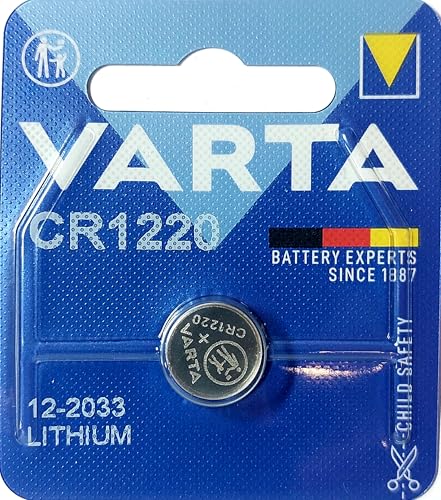 VARTA
CR1220
BATTERY EXPERTS
SINCE 1887
CR1220
+
VARTA
12-2033
LITHIUM
CHILD SAFETY